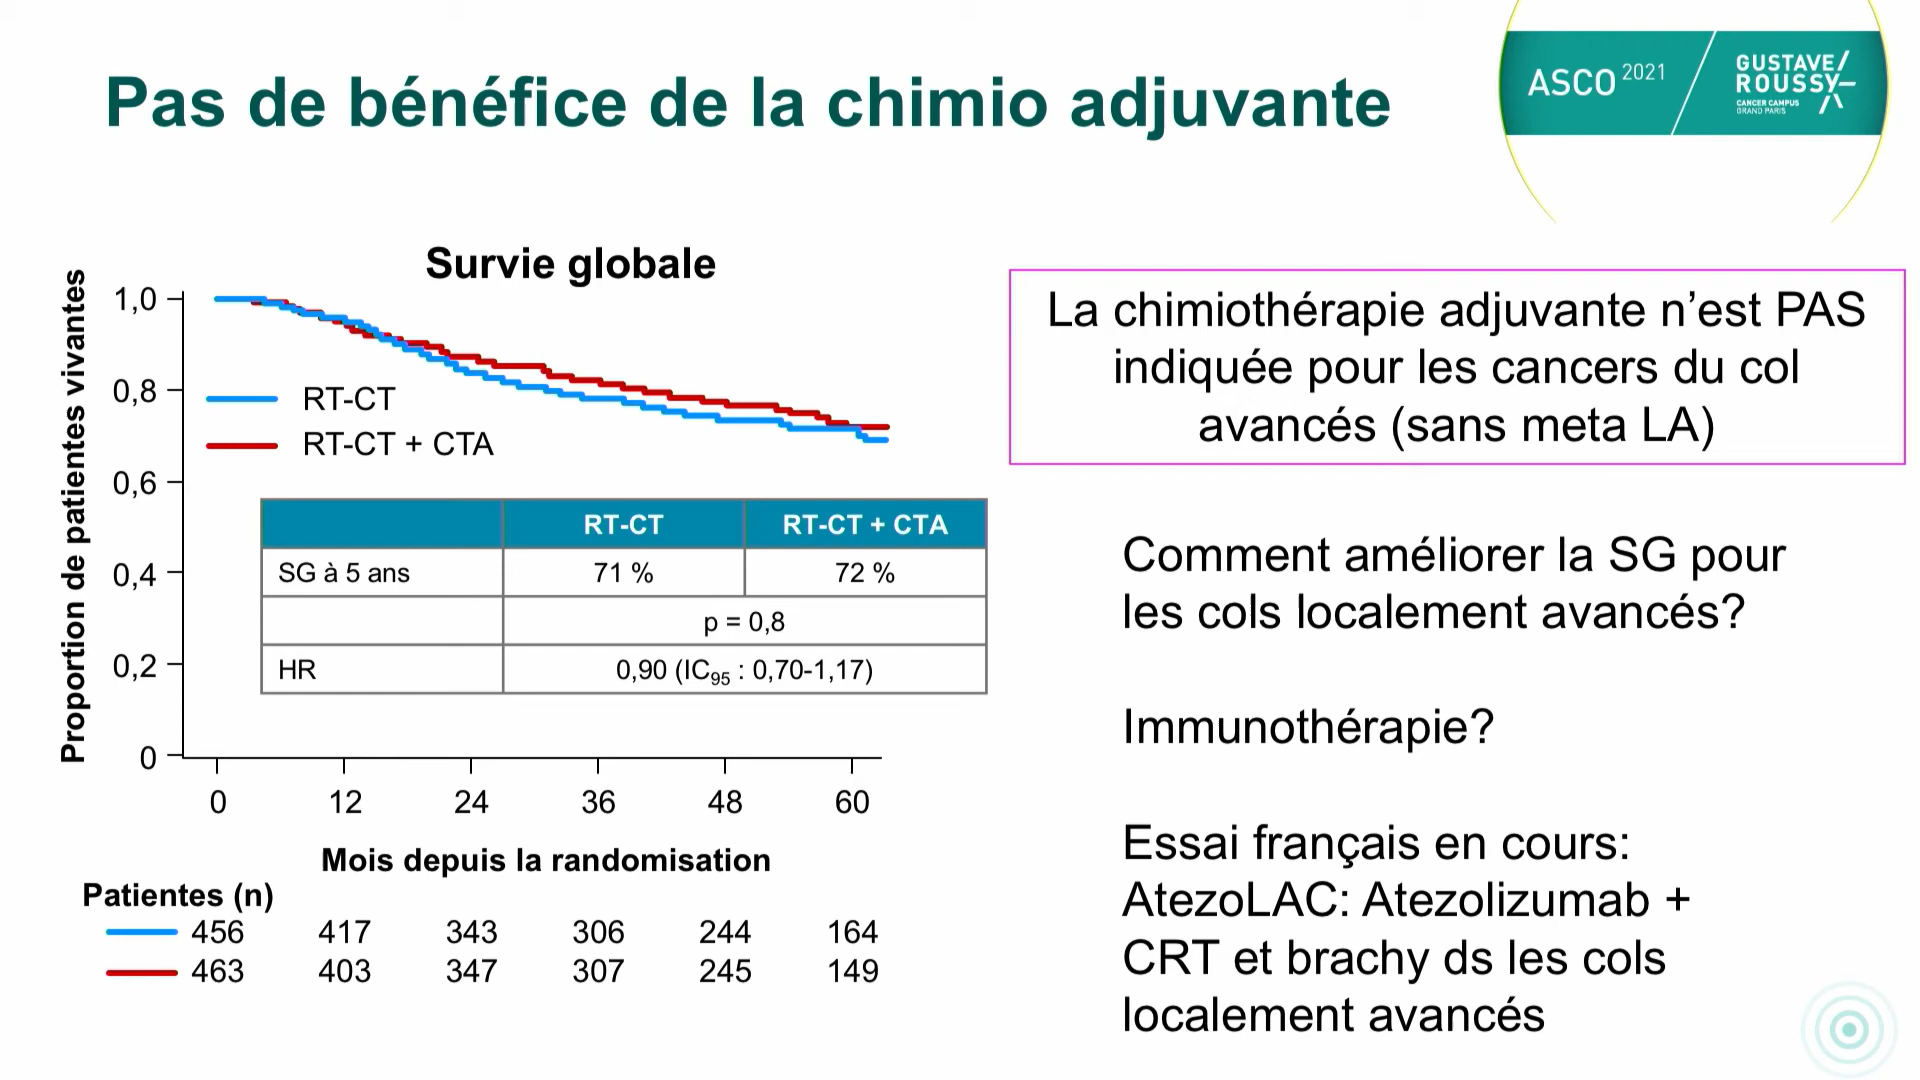 Pas de bénéfice de la chimio adjuvante
ASCO 2021
GUSTAVE/
ROUSSY
CANCER CAMPUS
GRAND PARIS
Survie globale
Proportion de patientes vivantes
1,0
0,8
0,6
0,4
0,2
0
RT-CT
RT-CT + CTA
RT-CT RT-CT + CTA
SG à 5 ans 71 % 72 %
p = 0,8
HR 0,90 (IC95 : 0,70-1,17)
0 12 24 36 48 60
Mois depuis la randomisation
Patientes (n)
456 417 343 306 244 164
463 403 347 307 245 149
La chimiothérapie adjuvante n’est PAS
indiquée pour les cancers du col
avancés (sans meta LA)
Comment améliorer la SG pour
les cols localement avancés?
Immunothérapie?
Essai français en cours:
AtezoLAC: Atezolizumab +
CRT et brachy ds les cols
localement avancés